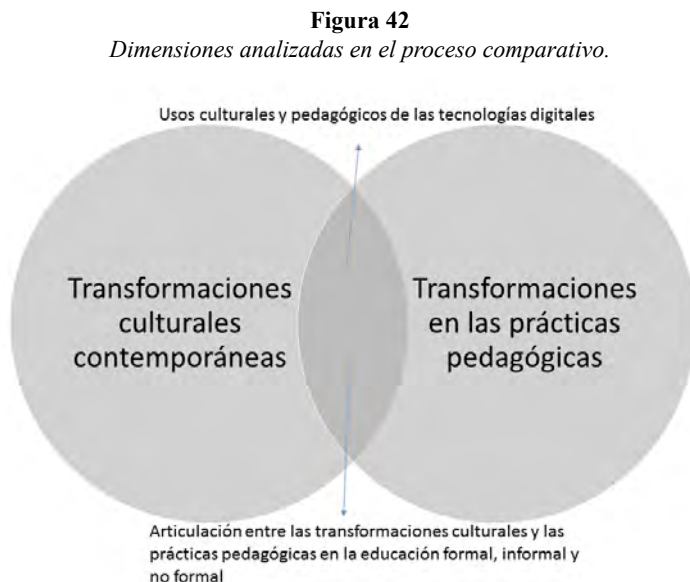 Figura 42
Dimensiones analizadas en el proceso comparativo.
Usos culturales y pedagógicos de las tecnologías digitales
Transformaciones
culturales
contemporáneas
Transformaciones
en las prácticas
pedagógicas
Articulación entre las transformaciones culturales y las
prácticas pedagógicas en la educación formal, informal y
no formal